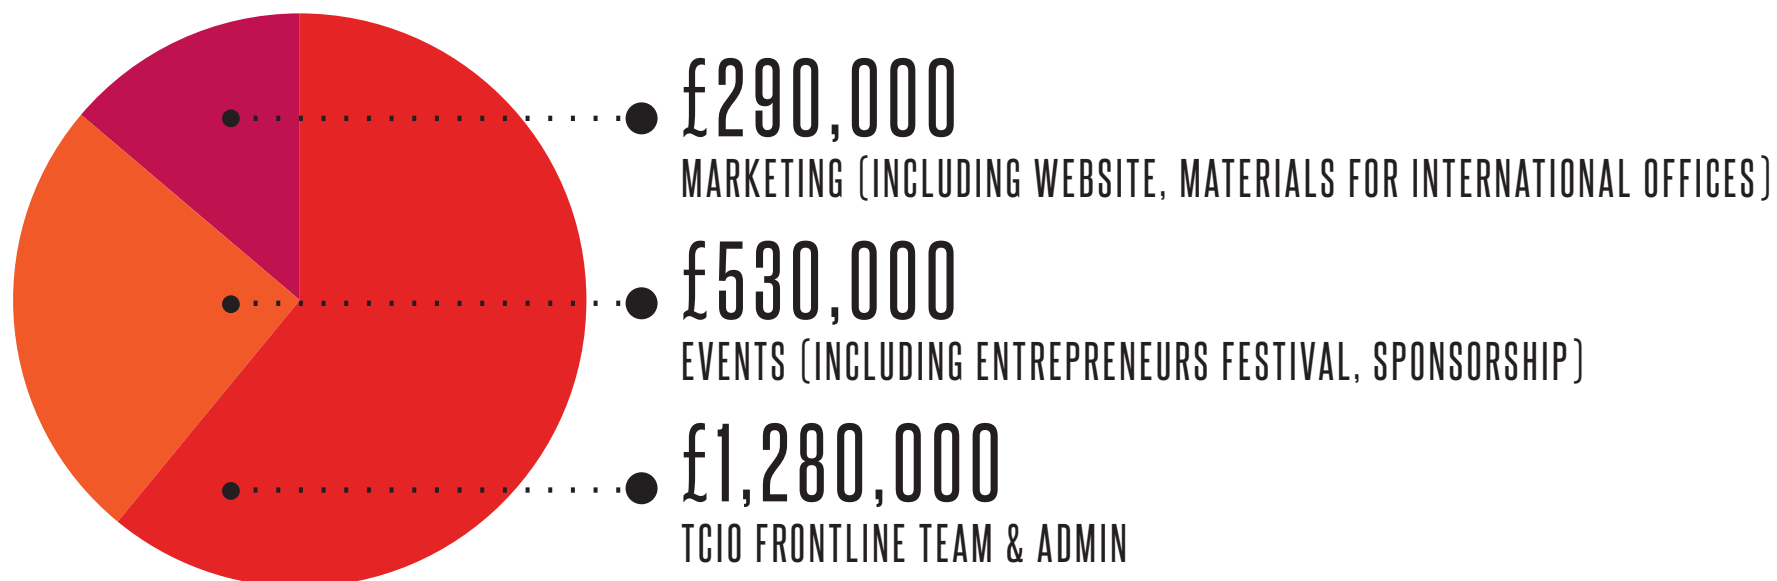 £290,000
MARKETING (INCLUDING WEBSITE, MATERIALS FOR INTERNATIONAL OFFICES)
£530,000
EVENTS (INCLUDING ENTREPRENEURS FESTIVAL, SPONSORSHIP)
£1,280,000
TCIO FRONTLINE TEAM & ADMIN